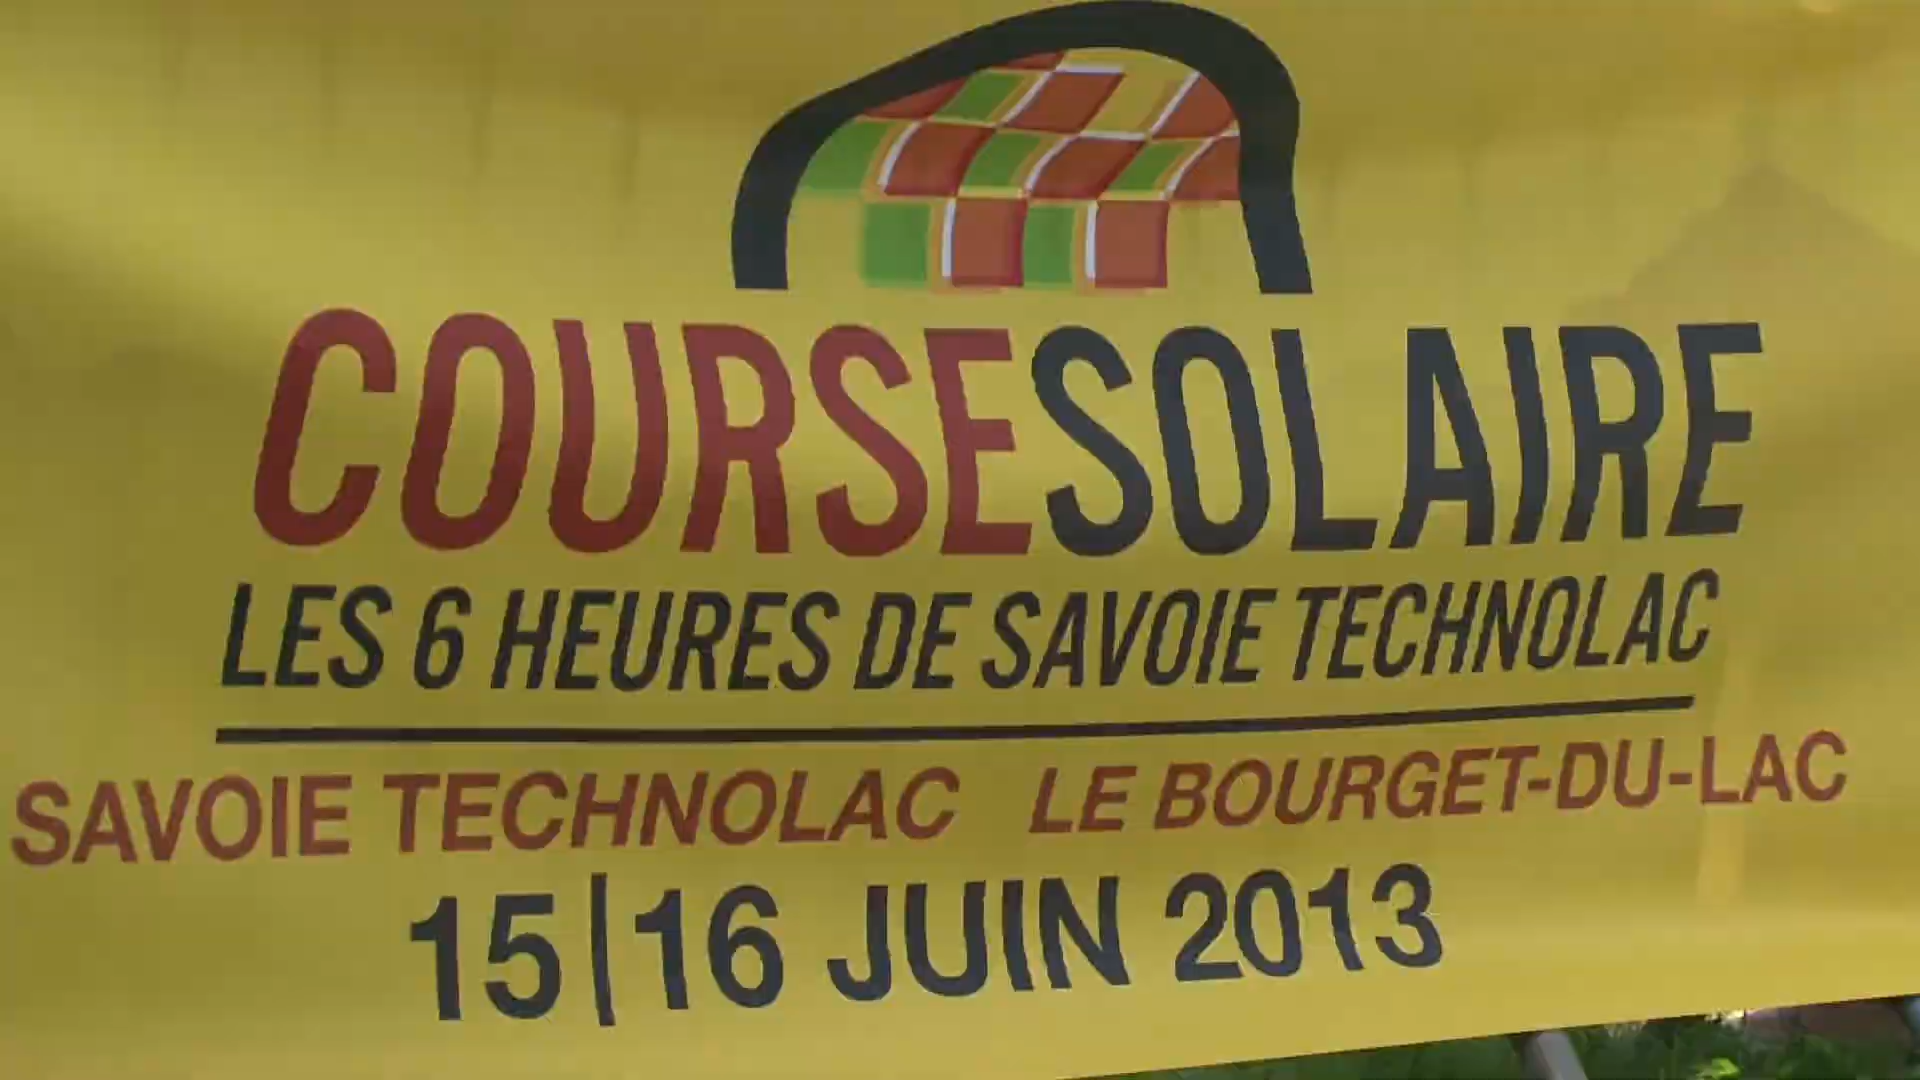 COURSESOLAIRE
LES 6 HEURES DE SAVOIE TECHNOLAC
SAVOIE TECHNOLAC LE BOURGET-DU-LAC
15|16 JUIN 2013